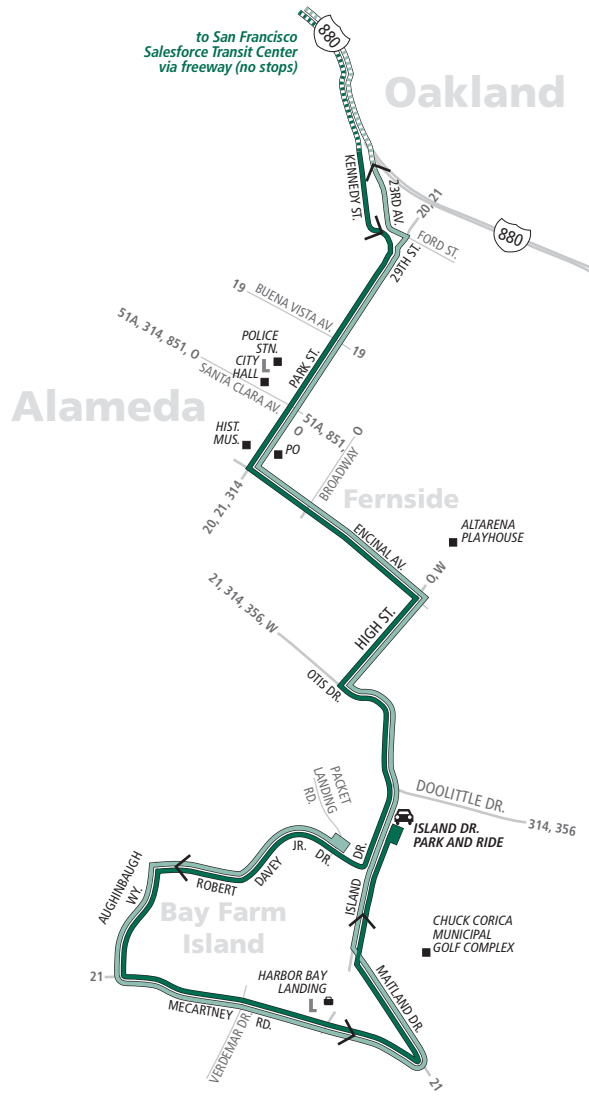 to San Francisco
Salesforce Transit Center
via freeway (no stops)
880
Oakland
KENNEDY ST.
23RD AV.
20, 21
FORD ST.
880
29TH ST.
19
BUENA VISTA AV.
19
51A, 314, 851, O
POLICE
STN.
CITY
HALL
PARK ST.
SANTA CLARA AV.
Alameda
51A, 851,
O
HIST.
MUS.
PO
O
BROADWAY
20, 21, 314
Fernside
ENCINAL AV.
ALTARENA
PLAYHOUSE
O, W
21, 314, 356, W
HIGH ST.
OTIS DR.
PACKET
LANDING
RD.
DOOLITTLE DR.
314, 356
ISLAND DR.
PARK AND RIDE
ROBERT DAVEY JR. DR.
ISLAND DR.
AUGHINBAUGH
WY.
Bay Farm
Island
CHUCK CORICA
MUNICIPAL
GOLF COMPLEX
21
HARBOR BAY
LANDING
L
MAITLAND DR.
MECARTNEY RD.
VERDEMAR DR.
21